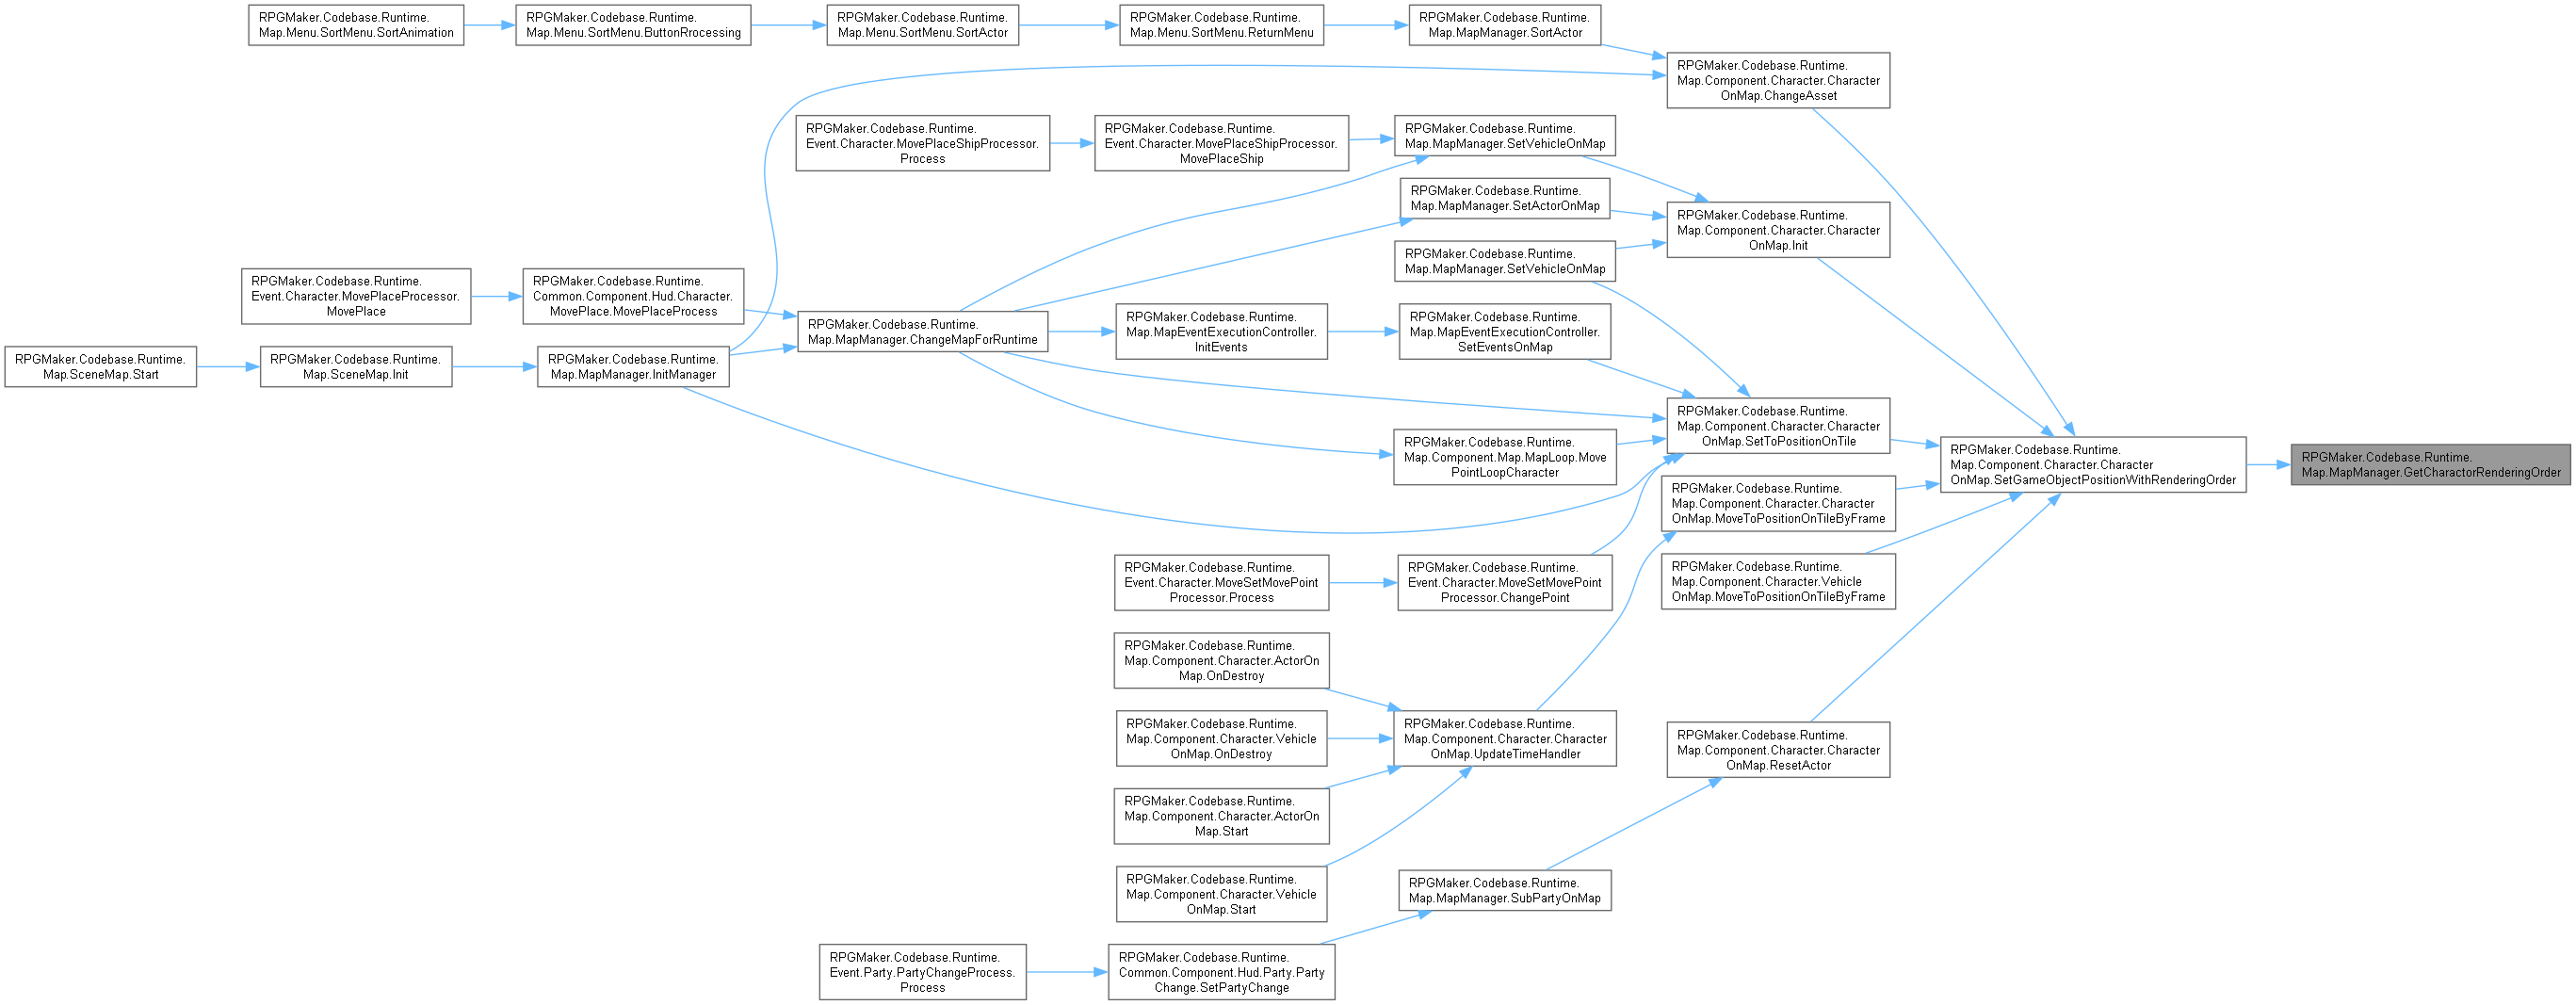 RPGMaker.Codebase.Runtime.
Map.Menu.SortMenu.SortAnimation
RPGMaker.Codebase.Runtime.
Map.Menu.SortMenu.ButtonRrocessing
RPGMaker.Codebase.Runtime.
Map.Menu.SortMenu.SortActor
RPGMaker.Codebase.Runtime.
Map.Menu.SortMenu.ReturnMenu
RPGMaker.Codebase.Runtime.
Map.MapManager.SortActor
RPGMaker.Codebase.Runtime.
Map.Component.Character.Character
OnMap.ChangeAsset
RPGMaker.Codebase.Runtime.
Event.Character.MovePlaceShipProcessor.
Process
RPGMaker.Codebase.Runtime.
Event.Character.MovePlaceShipProcessor.
MovePlaceShip
RPGMaker.Codebase.Runtime.
Map.MapManager.SetVehicleOnMap
RPGMaker.Codebase.Runtime.
Map.MapManager.SetActorOnMap
RPGMaker.Codebase.Runtime.
Map.Component.Character.Character
OnMap.Init
RPGMaker.Codebase.Runtime.
Map.MapManager.SetVehicleOnMap
RPGMaker.Codebase.Runtime.
Event.Character.MovePlaceProcessor.
MovePlace
RPGMaker.Codebase.Runtime.
Common.Component.Hud.Character.
MovePlace.MovePlaceProcess
RPGMaker.Codebase.Runtime.
Map.MapManager.ChangeMapForRuntime
RPGMaker.Codebase.Runtime.
Map.MapEventExecutionController.
InitEvents
RPGMaker.Codebase.Runtime.
Map.MapEventExecutionController.
SetEventsOnMap
RPGMaker.Codebase.Runtime.
Map.SceneMap.Start
RPGMaker.Codebase.Runtime.
Map.SceneMap.Init
RPGMaker.Codebase.Runtime.
Map.MapManager.InitManager
RPGMaker.Codebase.Runtime.
Map.Component.Character.Character
OnMap.SetToPositionOnTile
RPGMaker.Codebase.Runtime.
Map.Component.Map.MapLoop.Move
PointLoopCharacter
RPGMaker.Codebase.Runtime.
Map.Component.Character.Character
OnMap.SetGameObjectPositionWithRenderingOrder
RPGMaker.Codebase.Runtime.
Map.MapManager.GetCharactorRenderingOrder
RPGMaker.Codebase.Runtime.
Map.Component.Character.Character
OnMap.MoveToPositionOnTileByFrame
RPGMaker.Codebase.Runtime.
Event.Character.MoveSetMovePoint
Processor.Process
RPGMaker.Codebase.Runtime.
Event.Character.MoveSetMovePoint
Processor.ChangePoint
RPGMaker.Codebase.Runtime.
Map.Component.Character.Vehicle
OnMap.MoveToPositionOnTileByFrame
RPGMaker.Codebase.Runtime.
Map.Component.Character.ActorOn
Map.OnDestroy
RPGMaker.Codebase.Runtime.
Map.Component.Character.Vehicle
OnMap.OnDestroy
RPGMaker.Codebase.Runtime.
Map.Component.Character.Character
OnMap.UpdateTimeHandler
RPGMaker.Codebase.Runtime.
Map.Component.Character.Character
OnMap.ResetActor
RPGMaker.Codebase.Runtime.
Map.Component.Character.ActorOn
Map.Start
RPGMaker.Codebase.Runtime.
Map.Component.Character.Vehicle
OnMap.Start
RPGMaker.Codebase.Runtime.
Map.MapManager.SubPartyOnMap
RPGMaker.Codebase.Runtime.
Event.Party.PartyChangeProcess.
Process
RPGMaker.Codebase.Runtime.
Common.Component.Hud.Party.Party
Change.SetPartyChange